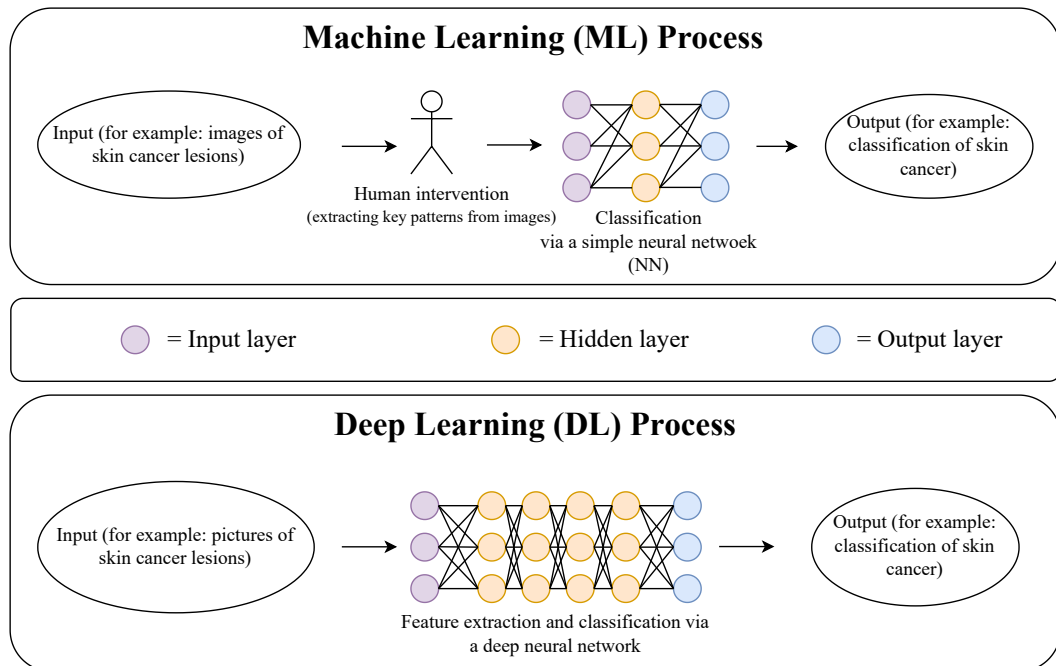 Machine Learning (ML) Process
Input (for example: images of
skin cancer lesions)
Human intervention
(extracting key patterns from images)
Classification
via a simple neural netwoek
(NN)
Output (for example:
classification of skin
cancer)
= Input layer
= Hidden layer
= Output layer
Deep Learning (DL) Process
Input (for example: pictures of
skin cancer lesions)
Feature extraction and classification via
a deep neural network
Output (for example:
classification of skin
cancer)